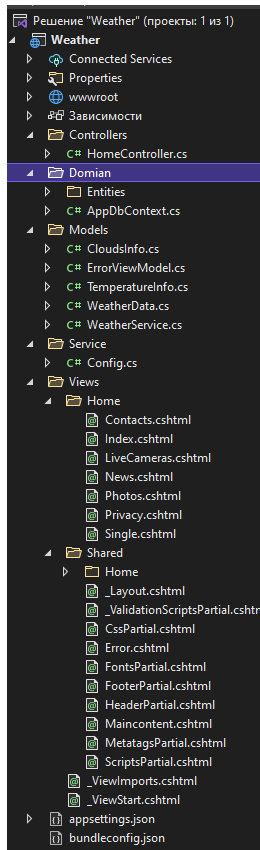 Решение "Weather" (проекты: 1 из 1)
Weather
Connected Services
Properties
wwwroot
Зависимости
Controllers
C# HomeController.cs
Domian
Entities
C# AppDbContext.cs
Models
C# CloudsInfo.cs
C# ErrorViewModel.cs
C# TemperatureInfo.cs
C# WeatherData.cs
C# WeatherService.cs
Service
C# Config.cs
Views
Home
Contacts.cshtml
Index.cshtml
LiveCameras.cshtml
News.cshtml
Photos.cshtml
Privacy.cshtml
Single.cshtml
Shared
Home
_Layout.cshtml
_ValidationScriptsPartial.cshtm
CssPartial.cshtml
Error.cshtml
FontsPartial.cshtml
FooterPartial.cshtml
HeaderPartial.cshtml
Maincontent.cshtml
MetatagsPartial.cshtml
ScriptsPartial.cshtml
_ViewImports.cshtml
_ViewStart.cshtml
appsettings.json
bundleconfig.json